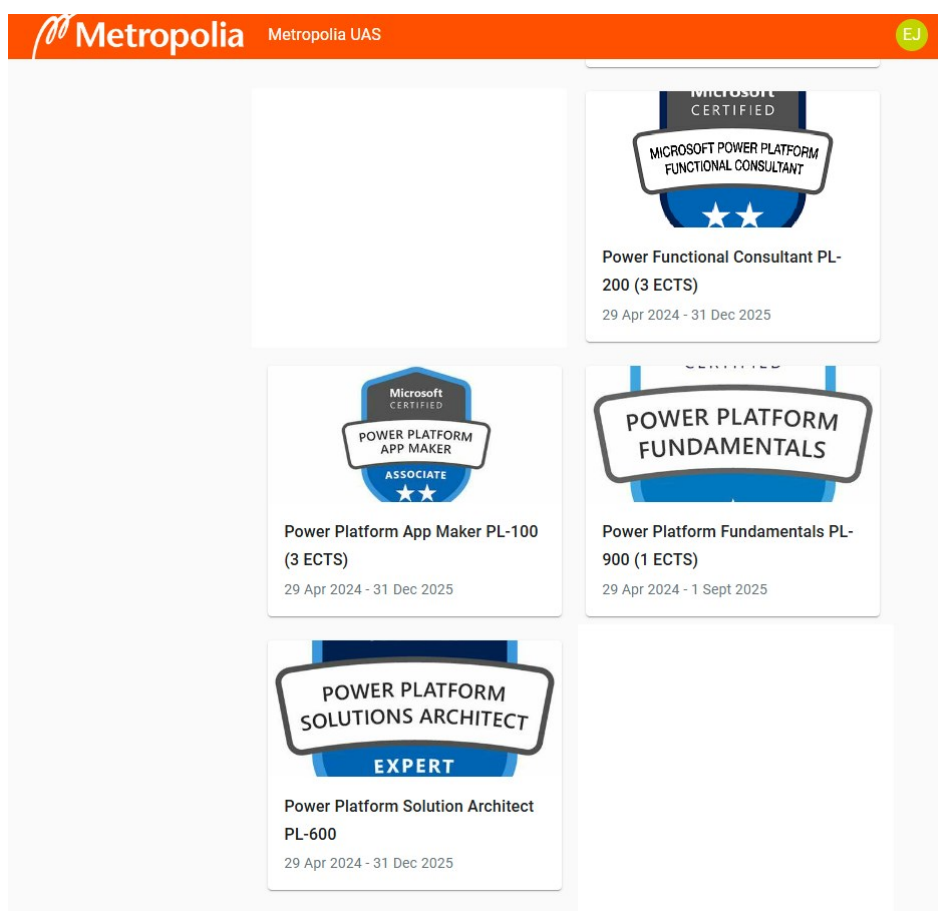 Metropolia
Metropolia UAS
EJ
Microsoft
CERTIFIED
MICROSOFT POWER PLATFORM
FUNCTIONAL CONSULTANT
Power Functional Consultant PL-
200 (3 ECTS)
29 Apr 2024 - 31 Dec 2025
Microsoft
CERTIFIED
POWER PLATFORM
APP MAKER
ASSOCIATE
Power Platform App Maker PL-100
(3 ECTS)
29 Apr 2024 - 31 Dec 2025
CERTIFIED
POWER PLATFORM
FUNDAMENTALS
Power Platform Fundamentals PL-
900 (1 ECTS)
29 Apr 2024 - 1 Sept 2025
POWER PLATFORM
SOLUTIONS ARCHITECT
EXPERT
Power Platform Solution Architect
PL-600
29 Apr 2024 - 31 Dec 2025